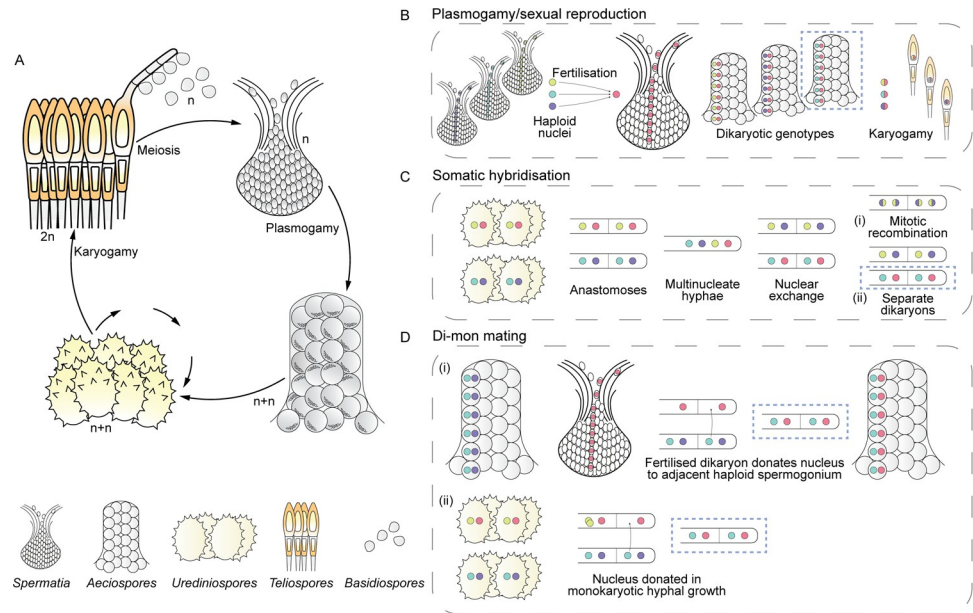 A
n
Meiosis
n
Plasmogamy
2n
Karyogamy
n+n
n+n
Spermatia
Aeciospores
Urediniospores
Teliospores
Basidiospores
B
Plasmogamy/sexual reproduction
Fertilisation
Haploid
nuclei
Dikaryotic genotypes
Karyogamy
C
Somatic hybridisation
Anastomoses
Multinucleate
hyphae
Nuclear
exchange
(i)
Mitotic
recombination
(ii)
Separate
dikaryons
D
Di-mon mating
(i)
Fertilised dikaryon donates nucleus
to adjacent haploid spermogonium
(ii)
Nucleus donated in
monokaryotic hyphal growth